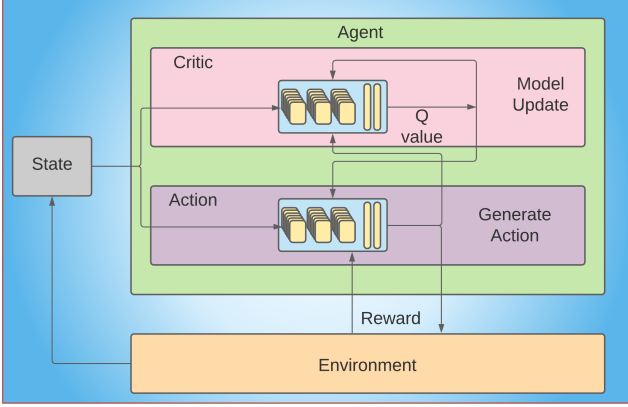 Agent
Critic
Model
Update
Q
value
State
Action
Generate
Action
Reward
Environment